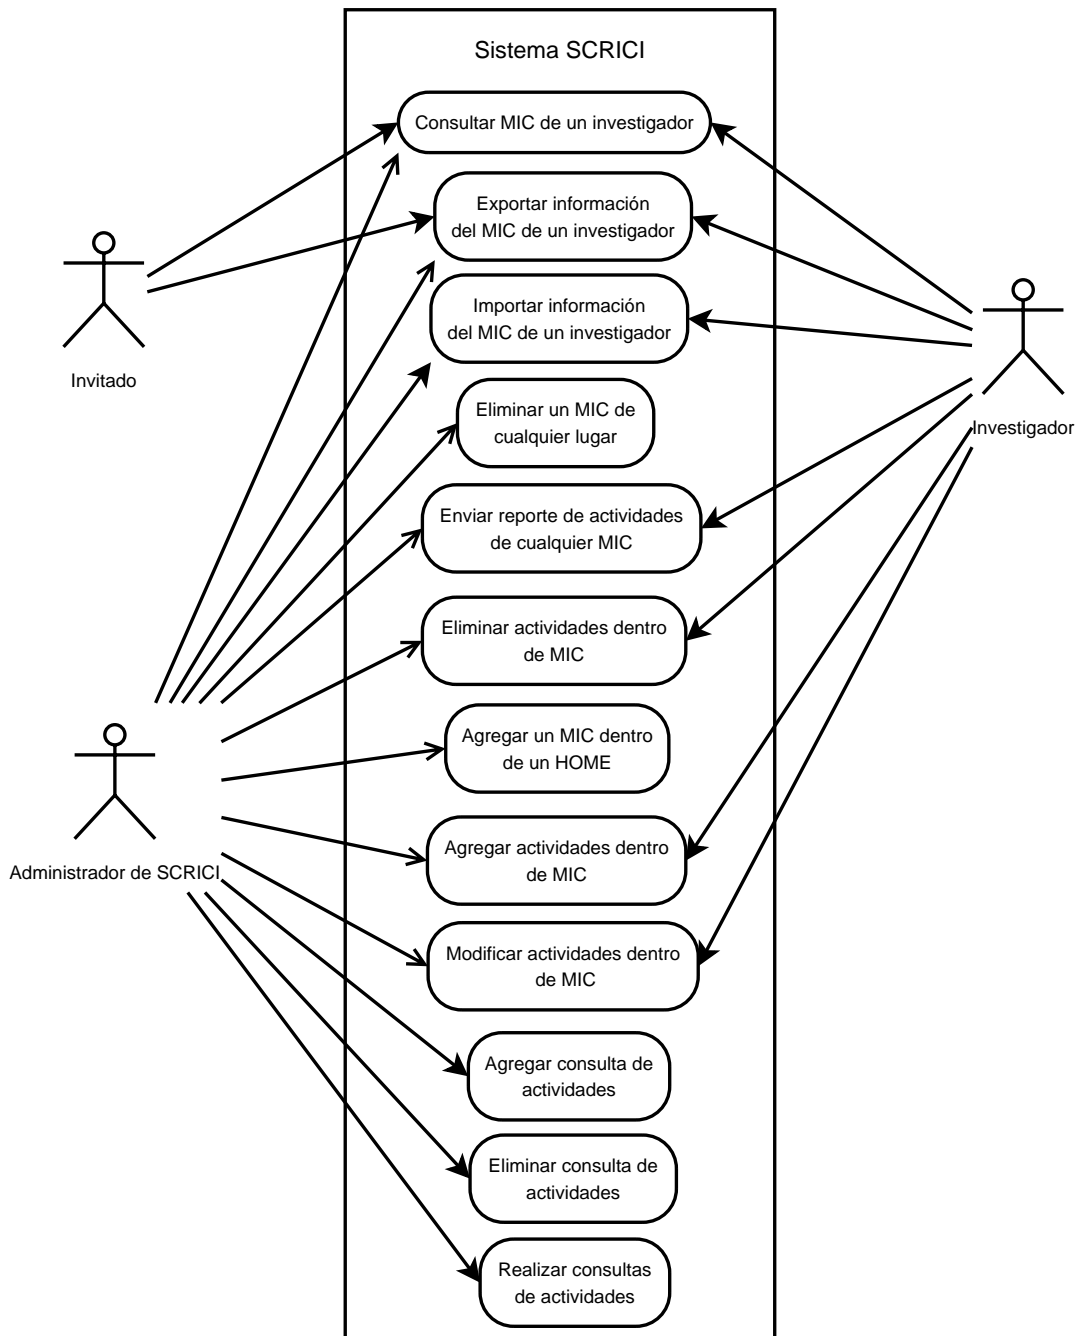 Sistema SCRICI
Consultar MIC de un investigador
Exportar información
del MIC de un investigador
Importar información
del MIC de un investigador
Invitado
Eliminar un MIC de
cualquier lugar
Investigador
Enviar reporte de actividades
de cualquier MIC
Eliminar actividades dentro
de MIC
Agregar un MIC dentro
de un HOME
Agregar actividades dentro
de MIC
Administrador de SCRICI
Modificar actividades dentro
de MIC
Agregar consulta de
actividades
Eliminar consulta de
actividades
Realizar consultas
de actividades